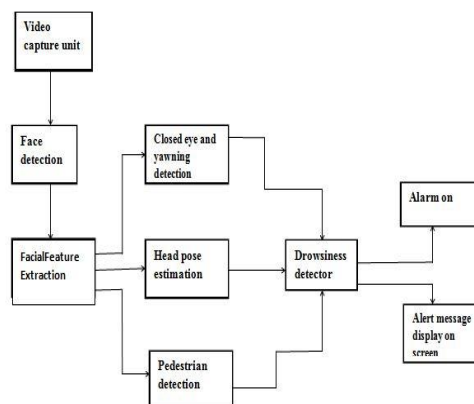 Video
capture unit
Face
detection
FacialFeature
Extraction
Closed eye and
yawning
detection
Head pose
estimation
Pedestrian
detection
Drowsiness
detector
Alarm on
Alert message
display on
screen